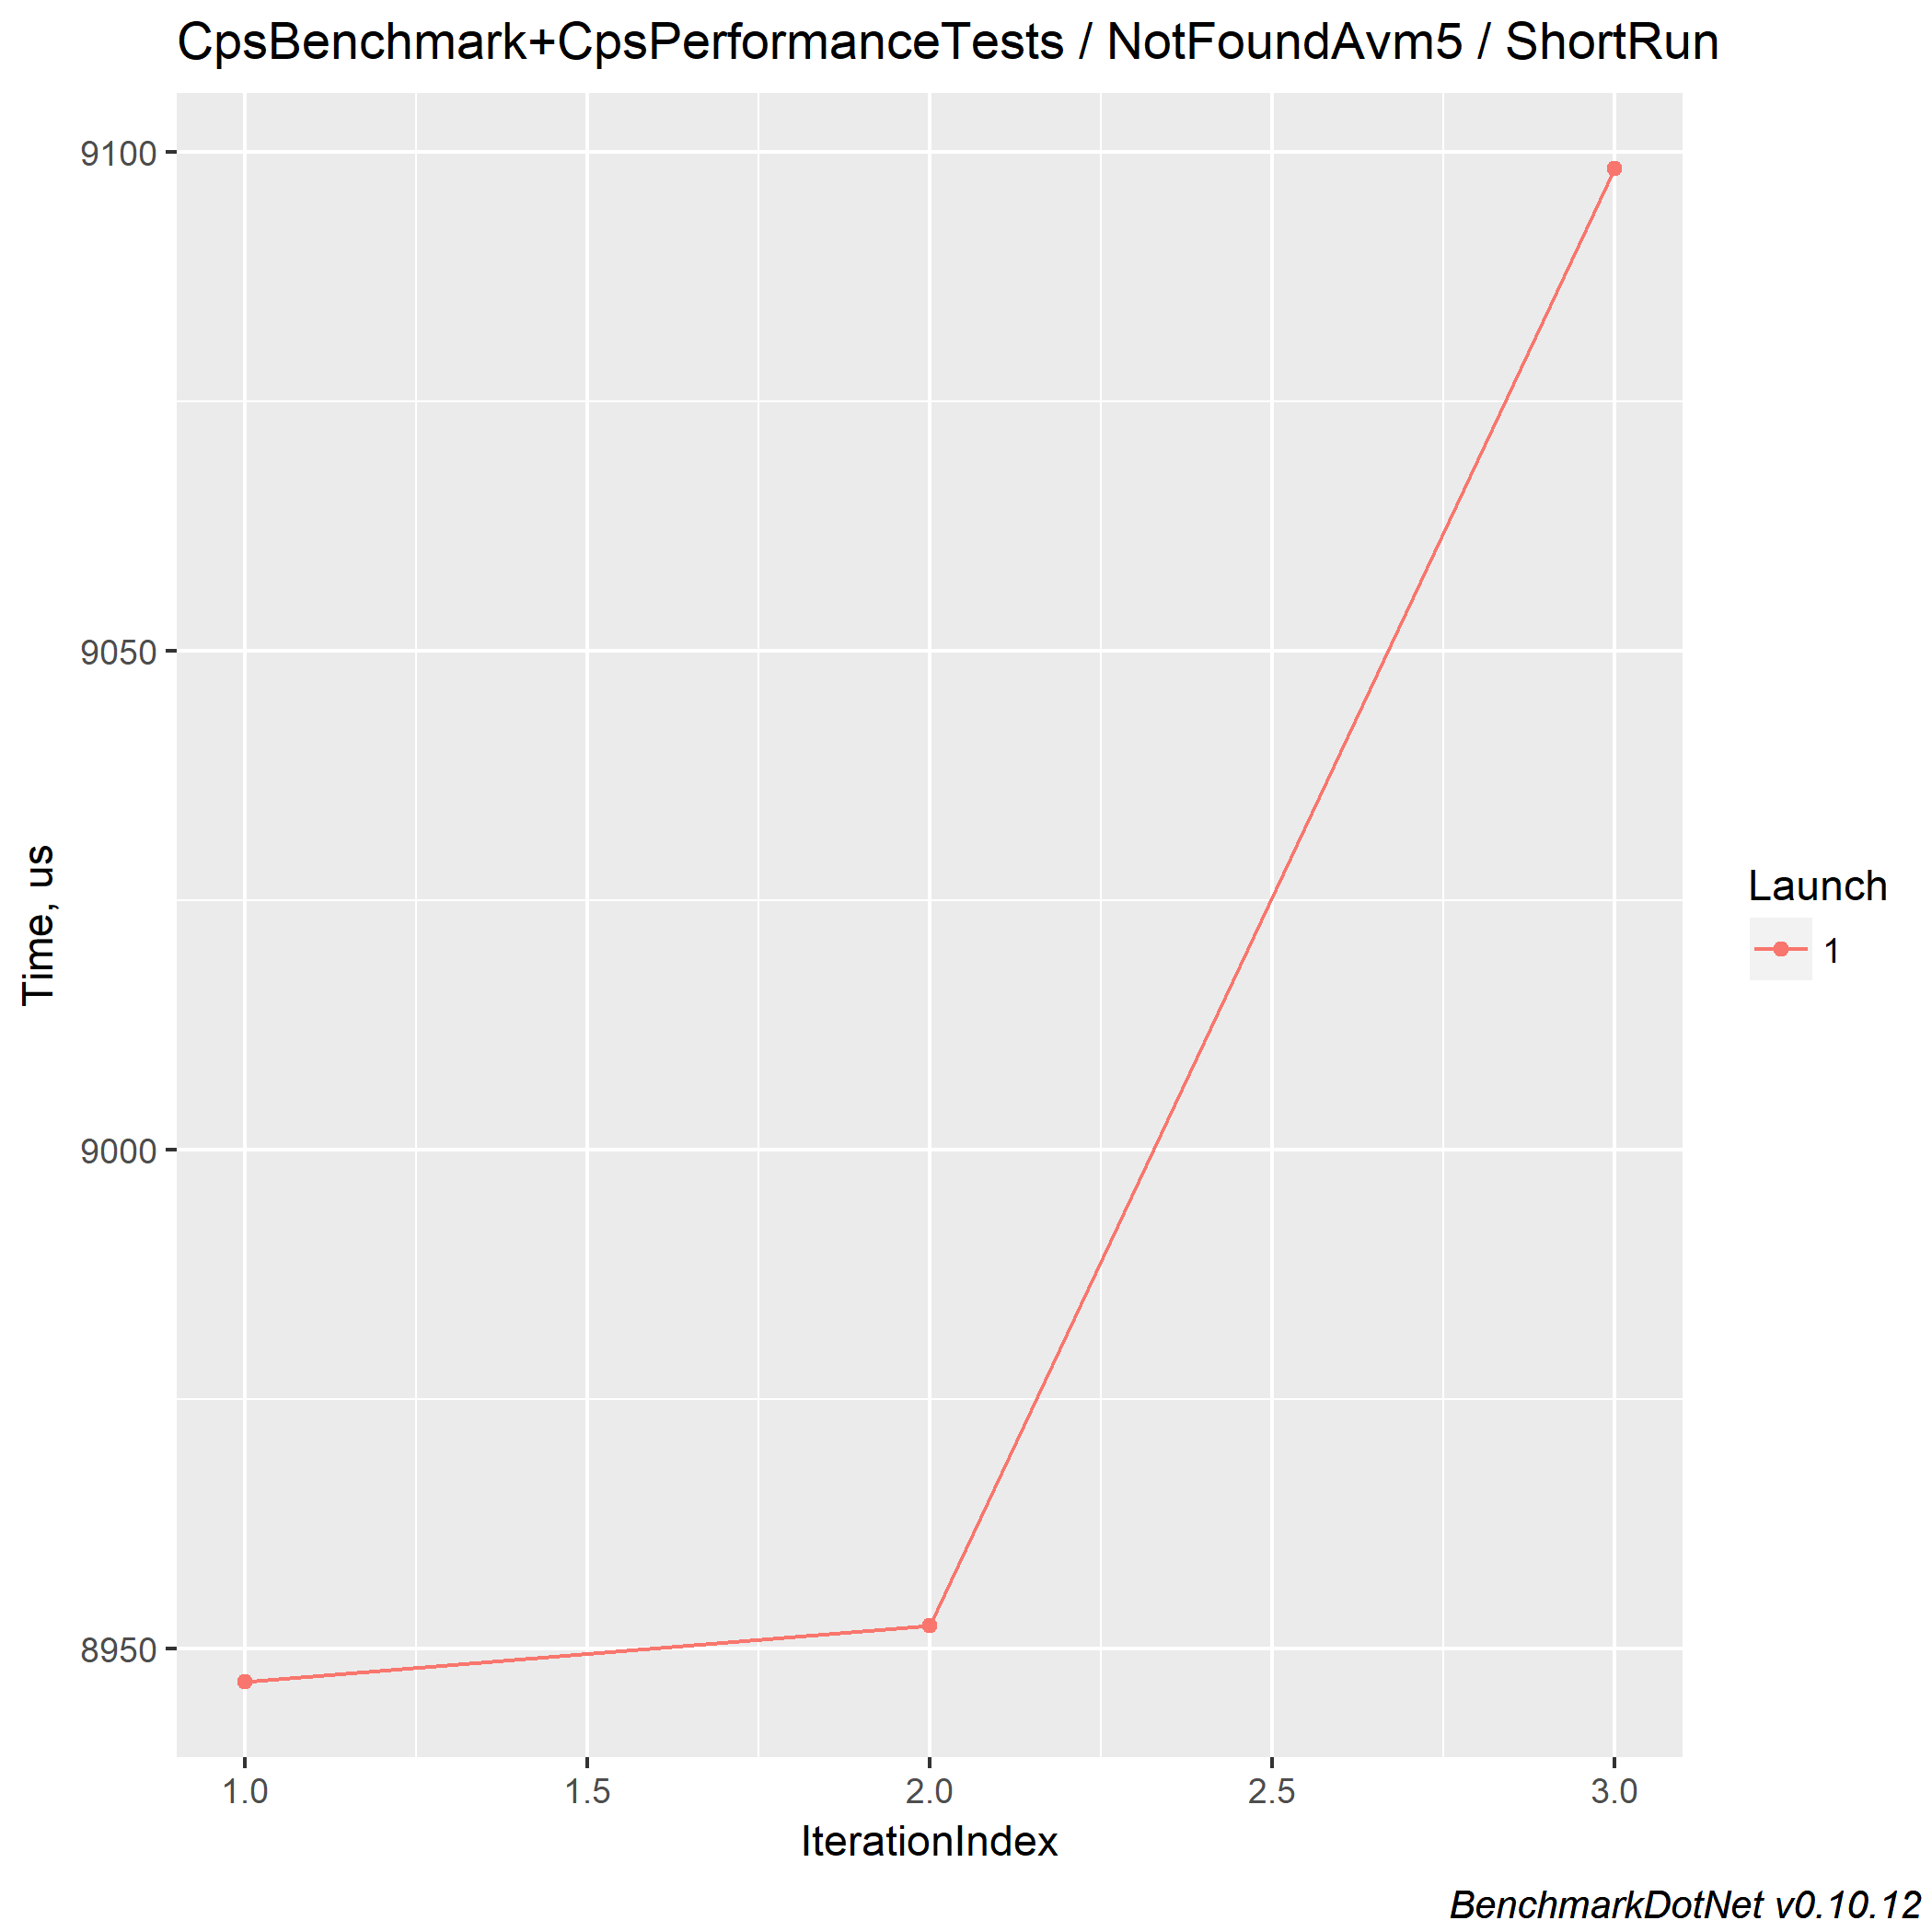 CpsBenchmark+CpsPerformanceTests / NotFoundAvm5 / ShortRun
9100
9050
9000
8950
Time, us
1.0 1.5 2.0 2.5 3.0
IterationIndex
Launch
1
BenchmarkDotNet v0.10.12